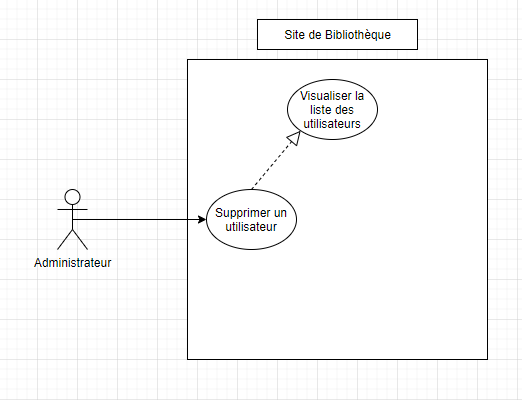 Site de Bibliothèque
Visualiser la
liste des
utilisateurs
Supprimer un
utilisateur
Administrateur